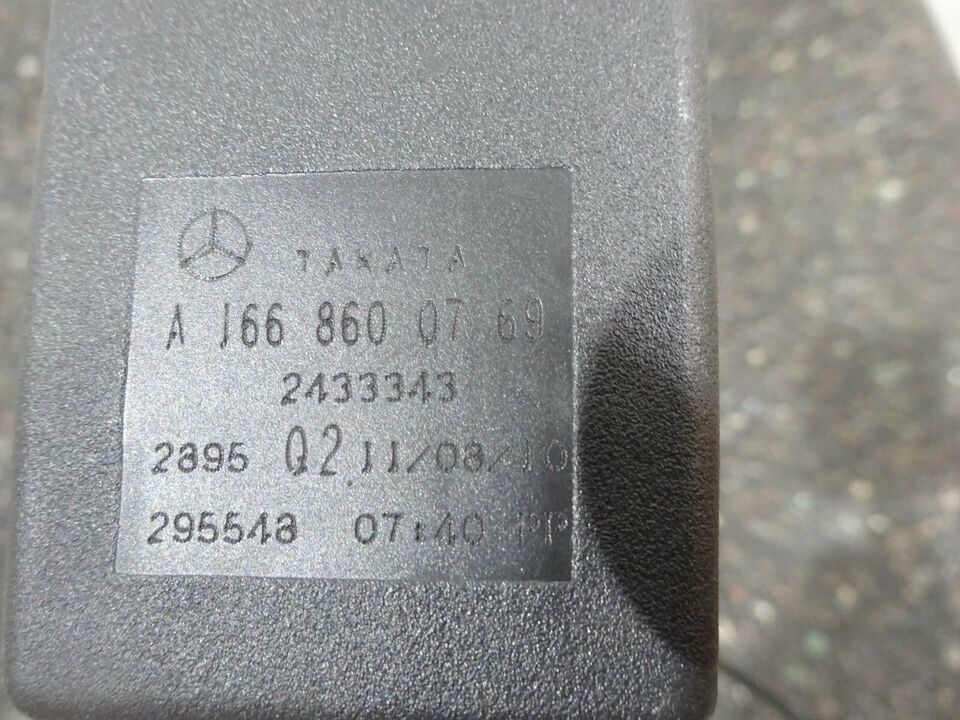 TAKATA
A 166 860 07 69
2433343
2895 Q2 11/08/10
295548 07:40 PP